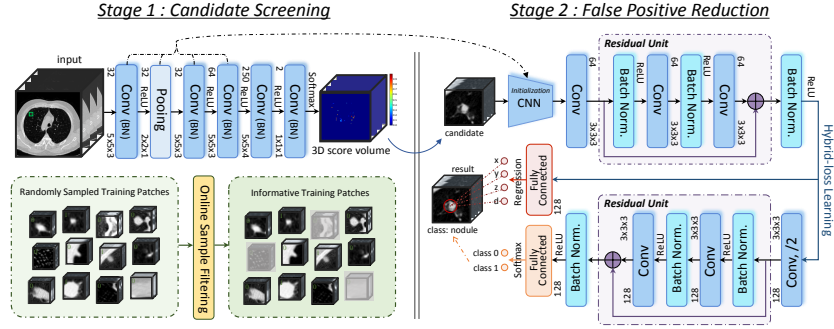 Stage 1 : Candidate Screening
input
32
Conv (BN)
5x5x3
ReLU
32
Pooing
2x2x1
32
Conv (BN)
5x5x3
ReLU
64
Conv (BN)
5x5x3
ReLU
250
Conv (BN)
5x5x4
ReLU
2
Conv (BN)
1x1x1
Softmax
3D score volume
Randomly Sampled Training Patches
Online Sample Filtering
Informative Training Patches
Stage 2 : False Positive Reduction
candidate
Initialization
CNN
64
Conv
3x3x3
Residual Unit
Batch Norm.
ReLU
64
Conv
3x3x3
Batch Norm.
ReLU
64
Conv
3x3x3
Batch Norm.
ReLU
Hybrid-loss Learning
result
class: nodule
x
y
z
d
Regression
Fully Connected
128
class 0
class 1
Softmax
Fully Connected
128
ReLU
Batch Norm.
Residual Unit
3x3x3
Conv
128
ReLU
Batch Norm.
3x3x3
Conv
128
ReLU
Batch Norm.
3x3x3
Conv, /2
128